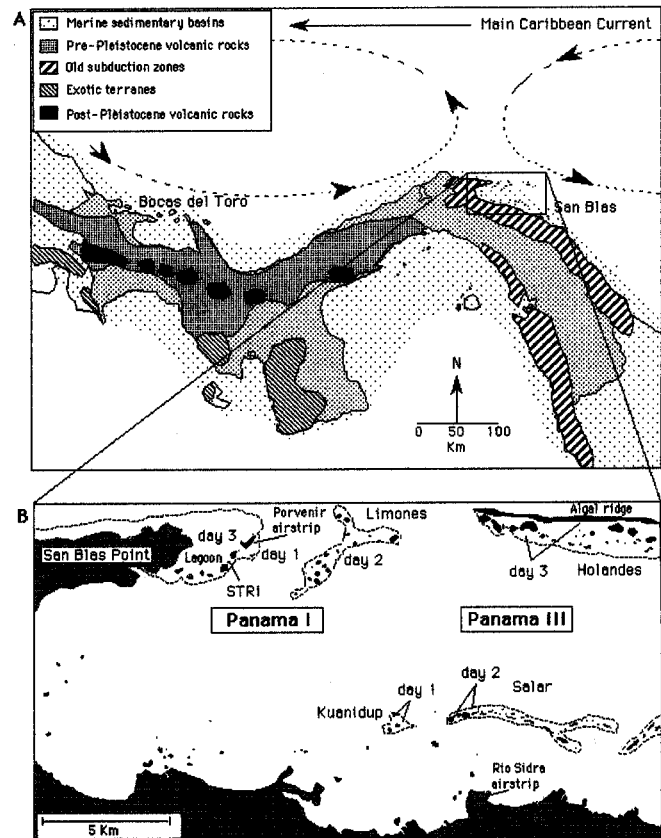 A
Marine sedimentary basins
Pre-Pleistocene volcanic rocks
Old subduction zones
Exotic terranes
Post-Pleistocene volcanic rocks
Main Caribbean Current
Bocas del Toro
San Blas
N
0 50 100
Km
B
San Blas Point
day 3
Porvenir
airstrip
Lagoon
day 1
STRI
Limones
day 2
Algal ridge
day 3
Holandes
Panama I
Panama III
day 1
Kuanidup
day 2
Salar
Rio Sidra
airstrip
5 Km